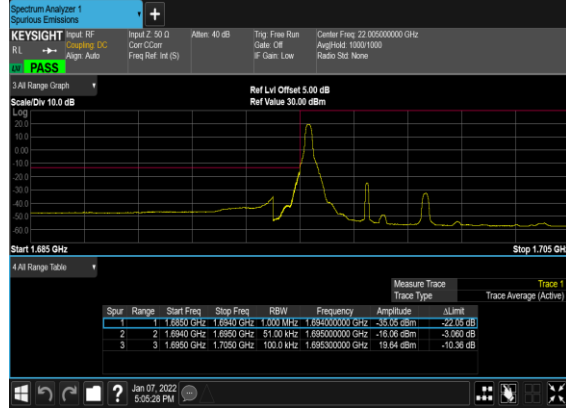 Spectrum Analyzer 1
Spurious Emissions
+
KEYSIGHT Input: RF Input Z: 50 Ω Atten: 40 dB Trig: Free Run Center Freq: 22.005000000 GHz
RL Coupling: DC Corr CCorr Gate: Off Avg|Hold: 1000/1000
Align: Auto Freq Ref: Int (S) IF Gain: Low Radio Std: None
PASS
3 All Range Graph
Ref Lvl Offset 5.00 dB
Scale/Div 10.0 dB Ref Value 30.00 dBm
Log
20.0
10.0
0.00
-10.0
-20.0
-30.0
-40.0
-50.0
-60.0
Start 1.685 GHz Stop 1.705 GHz
4 All Range Table
Measure Trace Trace 1
Trace Type Trace Average (Active)
Spur Range Start Freq Stop Freq RBW Frequency Amplitude ΔLimit
1 1 1.6850 GHz 1.6940 GHz 1.000 MHz 1.694000000 GHz -35.05 dBm -22.05 dB
2 2 1.6940 GHz 1.6950 GHz 51.00 kHz 1.695000000 GHz -16.06 dBm -3.060 dB
3 3 1.6950 GHz 1.7050 GHz 100.0 kHz 1.695300000 GHz 19.64 dBm -10.36 dB
? Jan 07, 2022
5:05:28 PM